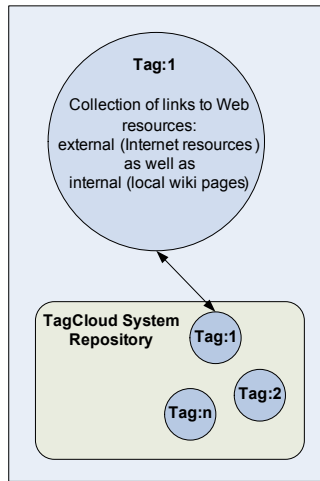 Tag:1
Collection of links to Web
resources:
external (Internet resources )
as well as
internal (local wiki pages)
TagCloud System
Repository
Tag:1
Tag:2
Tag:n